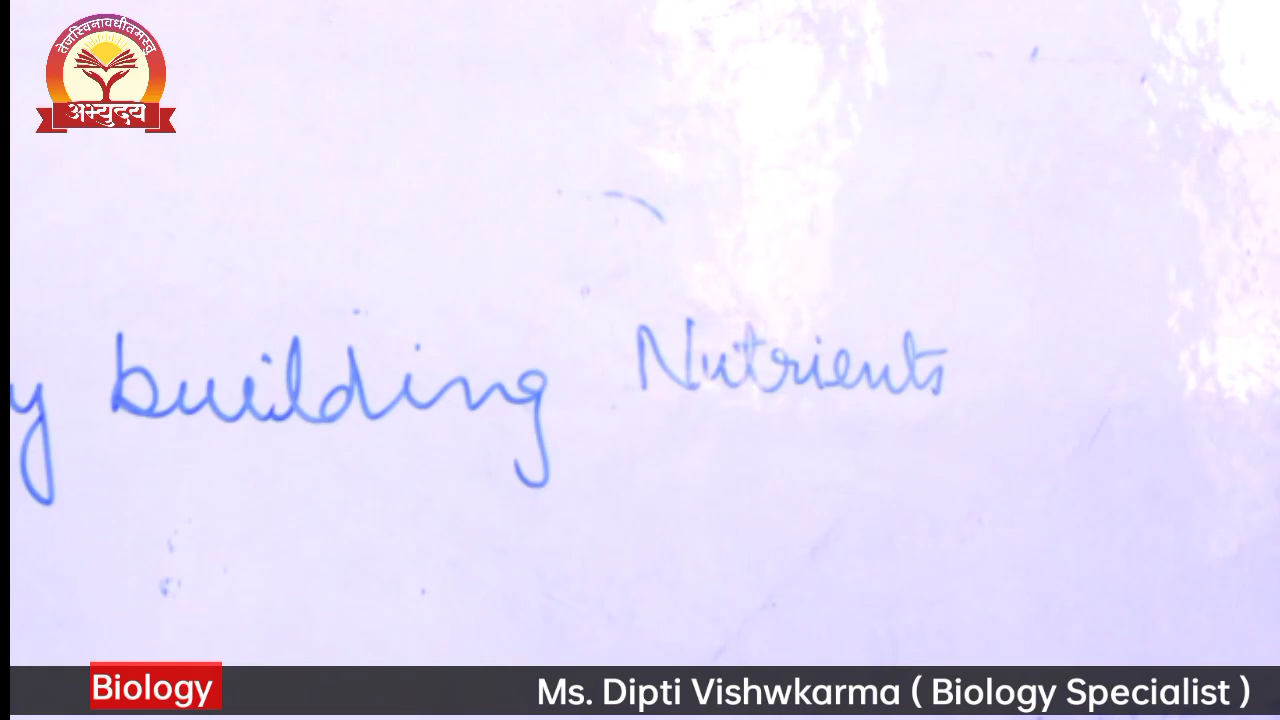 तेजस्विनावधीतमस्तु
अभ्युदय
y building Nutrients
Biology
Ms. Dipti Vishwkarma ( Biology Specialist )